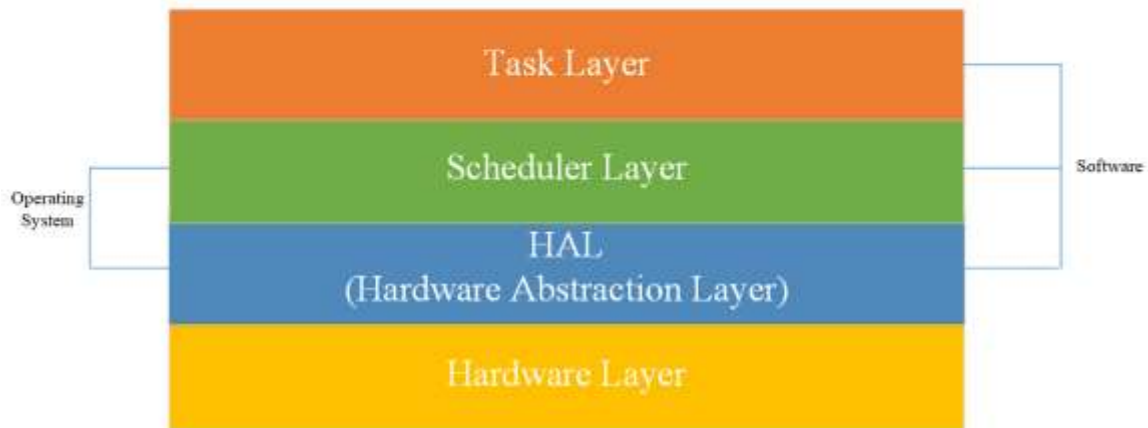 Task Layer
Scheduler Layer
Software
Operating
System
HAL
(Hardware Abstraction Layer)
Hardware Layer